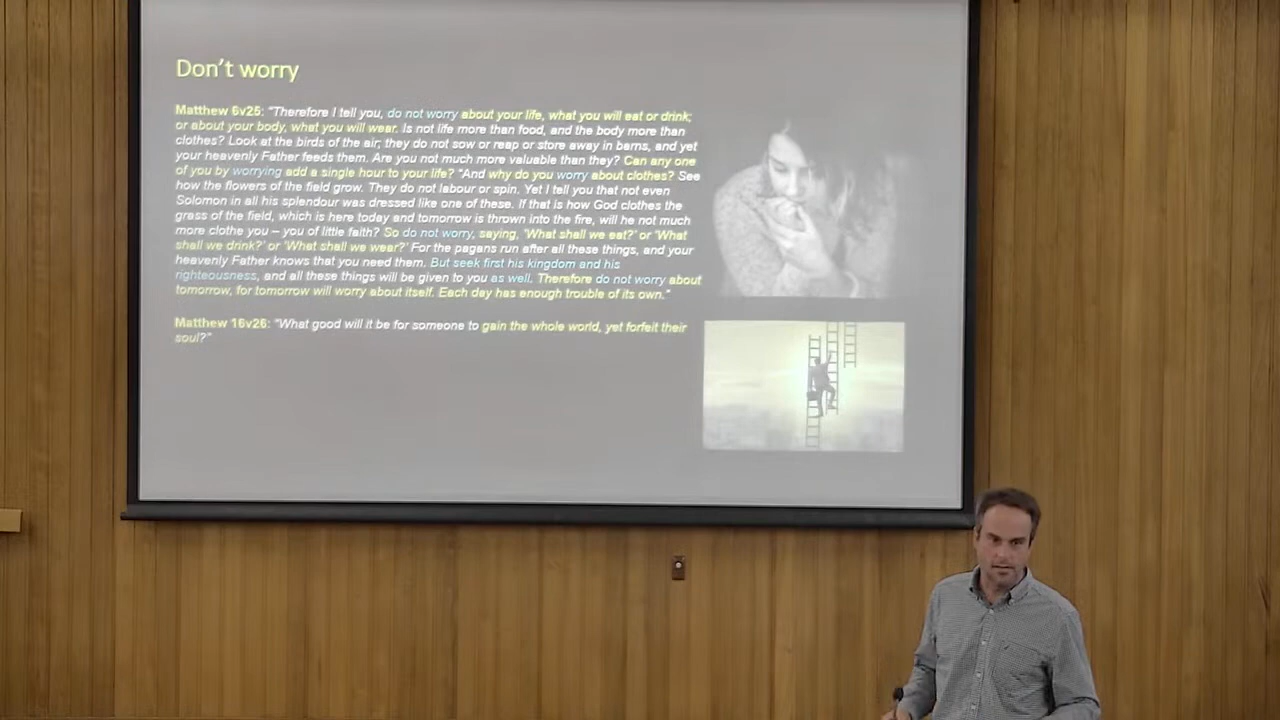 Don't worry
Matthew 6v25: "Therefore I tell you, do not worry about your life, what you will eat or drink;
or about your body, what you will wear. Is not life more than food, and the body more than
clothes? Look at the birds of the air; they do not sow or reap or store away in barns, and yet
your heavenly Father feeds them. Are you not much more valuable than they? Can any one
of you by worrying add a single hour to your life? "And why do you worry about clothes? See
how the flowers of the field grow. They do not labour or spin. Yet I tell you that not even
Solomon in all his splendour was dressed like one of these. If that is how God clothes the
grass of the field, which is here today and tomorrow is thrown into the fire, will he not much
more clothe you – you of little faith? So do not worry, saying, 'What shall we eat?' or 'What
shall we drink?' or 'What shall we wear?' For the pagans run after all these things, and your
heavenly Father knows that you need them. But seek first his kingdom and his
righteousness, and all these things will be given to you as well. Therefore do not worry about
tomorrow, for tomorrow will worry about itself. Each day has enough trouble of its own."
Matthew 16v26: "What good will it be for someone to gain the whole world, yet forfeit their
soul?"